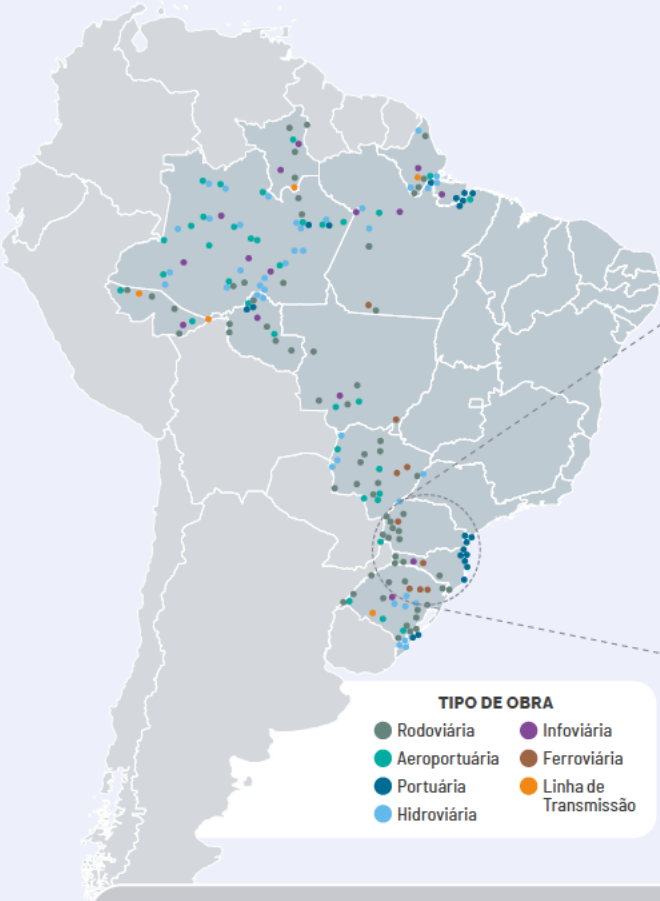 TIPO DE OBRA
Rodoviária
Aeroportuária
Portuária
Hidroviária
Infoviária
Ferroviária
Linha de
Transmissão